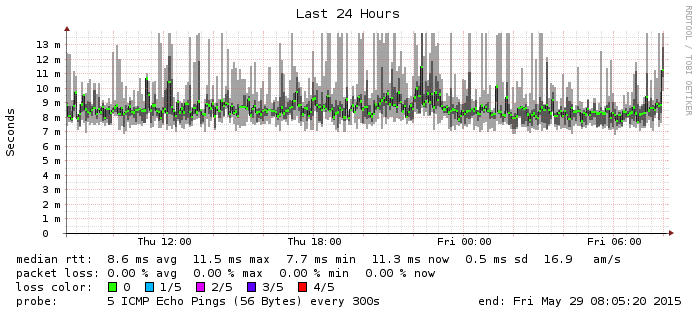 Last 24 Hours
RRDTOOL / TOBI OETIKER
Seconds
13 m
12 m
11 m
10 m
9 m
8 m
7 m
6 m
5 m
4 m
3 m
2 m
1 m
0
Thu 12:00 Thu 18:00 Fri 00:00 Fri 06:00
median rtt: 8.6 ms avg 11.5 ms max 7.7 ms min 11.3 ms now 0.5 ms sd 16.9 am/s
packet loss: 0.00 % avg 0.00 % max 0.00 % min 0.00 % now
loss color: 0 1/5 2/5 3/5 4/5
probe: 5 ICMP Echo Pings (56 Bytes) every 300s end: Fri May 29 08:05:20 2015